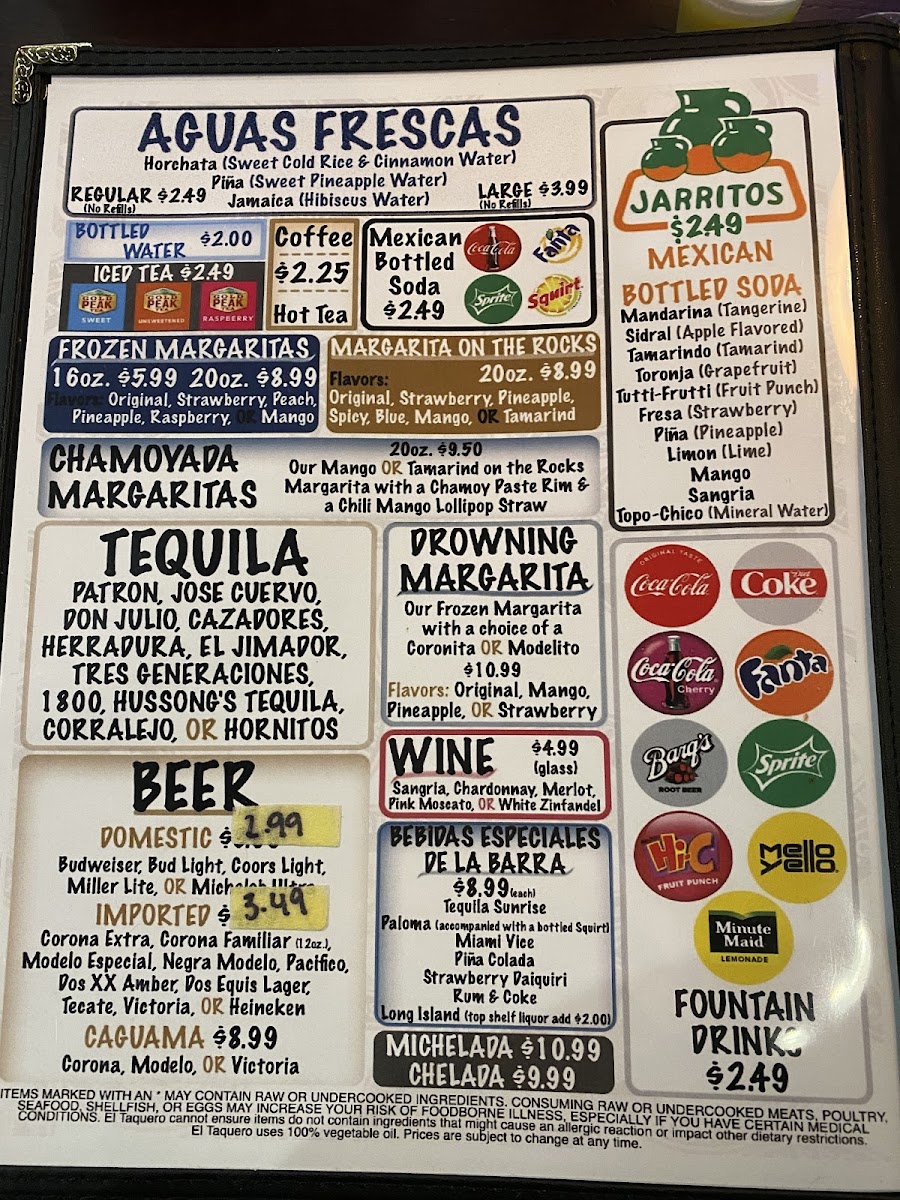 AGUAS FRESCAS
Horchata (Sweet Cold Rice & Cinnamon Water)
Piña (Sweet Pineapple Water)
Jamaica (Hibiscus Water)
REGULAR $2.49
(No Refills)
LARGE $3.99
(No Refills)
BOTTLED
WATER $2.00
ICED TEA $2.49
GOLD
PEAK
TEA
SWEET
GOLD
PEAK
TEA
UNSWEETENED
GOLD
PEAK
TEA
RASPBERRY
Coffee
$2.25
Hot Tea
Mexican
Bottled
Soda
$2.49
Coca-Cola
Fanta
Sprite
Squirt
JARRITOS
$2.49
MEXICAN
BOTTLED SODA
Mandarina (Tangerine)
Sidral (Apple Flavored)
Tamarindo (Tamarind)
Toronja (Grapefruit)
Tutti-Frutti (Fruit Punch)
Fresa (Strawberry)
Piña (Pineapple)
Limon (Lime)
Mango
Sangria
Topo-Chico (Mineral Water)
FROZEN MARGARITAS
16oz. $5.99 20oz. $8.99
Flavors: Original, Strawberry, Peach,
Pineapple, Raspberry, OR Mango
MARGARITA ON THE ROCKS
20oz. $8.99
Flavors:
Original, Strawberry, Pineapple,
Spicy, Blue, Mango, OR Tamarind
CHAMOYADA
MARGARITAS
20oz. $9.50
Our Mango OR Tamarind on the Rocks
Margarita with a Chamoy Paste Rim &
a Chili Mango Lollipop Straw
TEQUILA
PATRON, JOSE CUERVO,
DON JULIO, CAZADORES,
HERRADURA, EL JIMADOR,
TRES GENERACIONES,
1800, HUSSONG'S TEQUILA,
CORRALEJO, OR HORNITOS
DROWNING
MARGARITA
Our Frozen Margarita
with a choice of a
Coronita OR Modelito
$10.99
Flavors: Original, Mango,
Pineapple, OR Strawberry
WINE
$4.99
(glass)
Sangria, Chardonnay, Merlot,
Pink Moscato, OR White Zinfandel
BEER
DOMESTIC $ 2.99
Budweiser, Bud Light, Coors Light,
Miller Lite, OR Michelob Ultra
IMPORTED $ 3.49
Corona Extra, Corona Familiar (12oz.),
Modelo Especial, Negra Modelo, Pacifico,
Dos XX Amber, Dos Equis Lager,
Tecate, Victoria, OR Heineken
CAGUAMA $8.99
Corona, Modelo, OR Victoria
BEBIDAS ESPECIALES
DE LA BARRA
$8.99 (each)
Tequila Sunrise
Paloma (accompanied with a bottled Squirt)
Miami Vice
Piña Colada
Strawberry Daiquiri
Rum & Coke
Long Island (top shelf liquor add $2.00)
MICHELADA $10.99
CHELADA $9.99
ORIGINAL TASTE
Coca-Cola
Diet
Coke
Coca-Cola
Cherry
Fanta
Barq's
ROOT BEER
Sprite
Hi-C
FRUIT PUNCH
Mello
Yello
Minute
Maid
LEMONADE
FOUNTAIN
DRINKS
$2.49
ITEMS MARKED WITH AN * MAY CONTAIN RAW OR UNDERCOOKED INGREDIENTS. CONSUMING RAW OR UNDERCOOKED MEATS, POULTRY,
SEAFOOD, SHELLFISH, OR EGGS MAY INCREASE YOUR RISK OF FOODBORNE ILLNESS, ESPECIALLY IF YOU HAVE CERTAIN MEDICAL
CONDITIONS. El Taquero cannot ensure items do not contain ingredients that might cause an allergic reaction or impact other dietary restrictions.
El Taquero uses 100% vegetable oil. Prices are subject to change at any time.